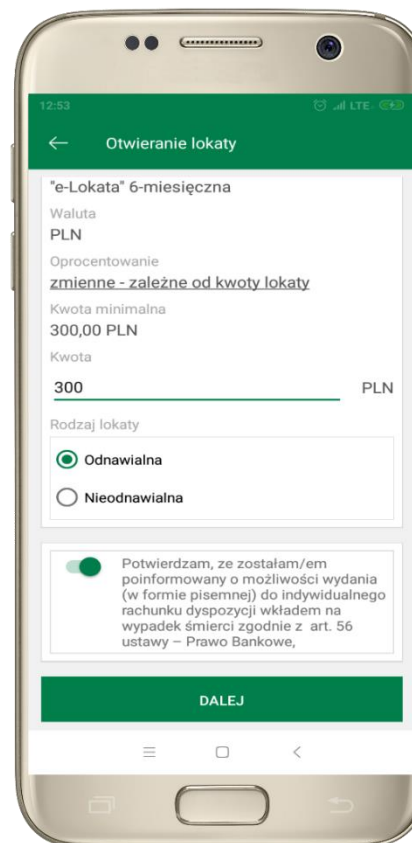 12:53
LTE
Otwieranie lokaty
"e-Lokata" 6-miesięczna
Waluta
PLN
Oprocentowanie
zmienne - zależne od kwoty lokaty
Kwota minimalna
300,00 PLN
Kwota
300 PLN
Rodzaj lokaty
Odnawialna
Nieodnawialna
Potwierdzam, ze zostałam/em
poinformowany o możliwości wydania
(w formie pisemnej) do indywidualnego
rachunku dyspozycji wkładem na
wypadek śmierci zgodnie z art. 56
ustawy – Prawo Bankowe,
DALEJ